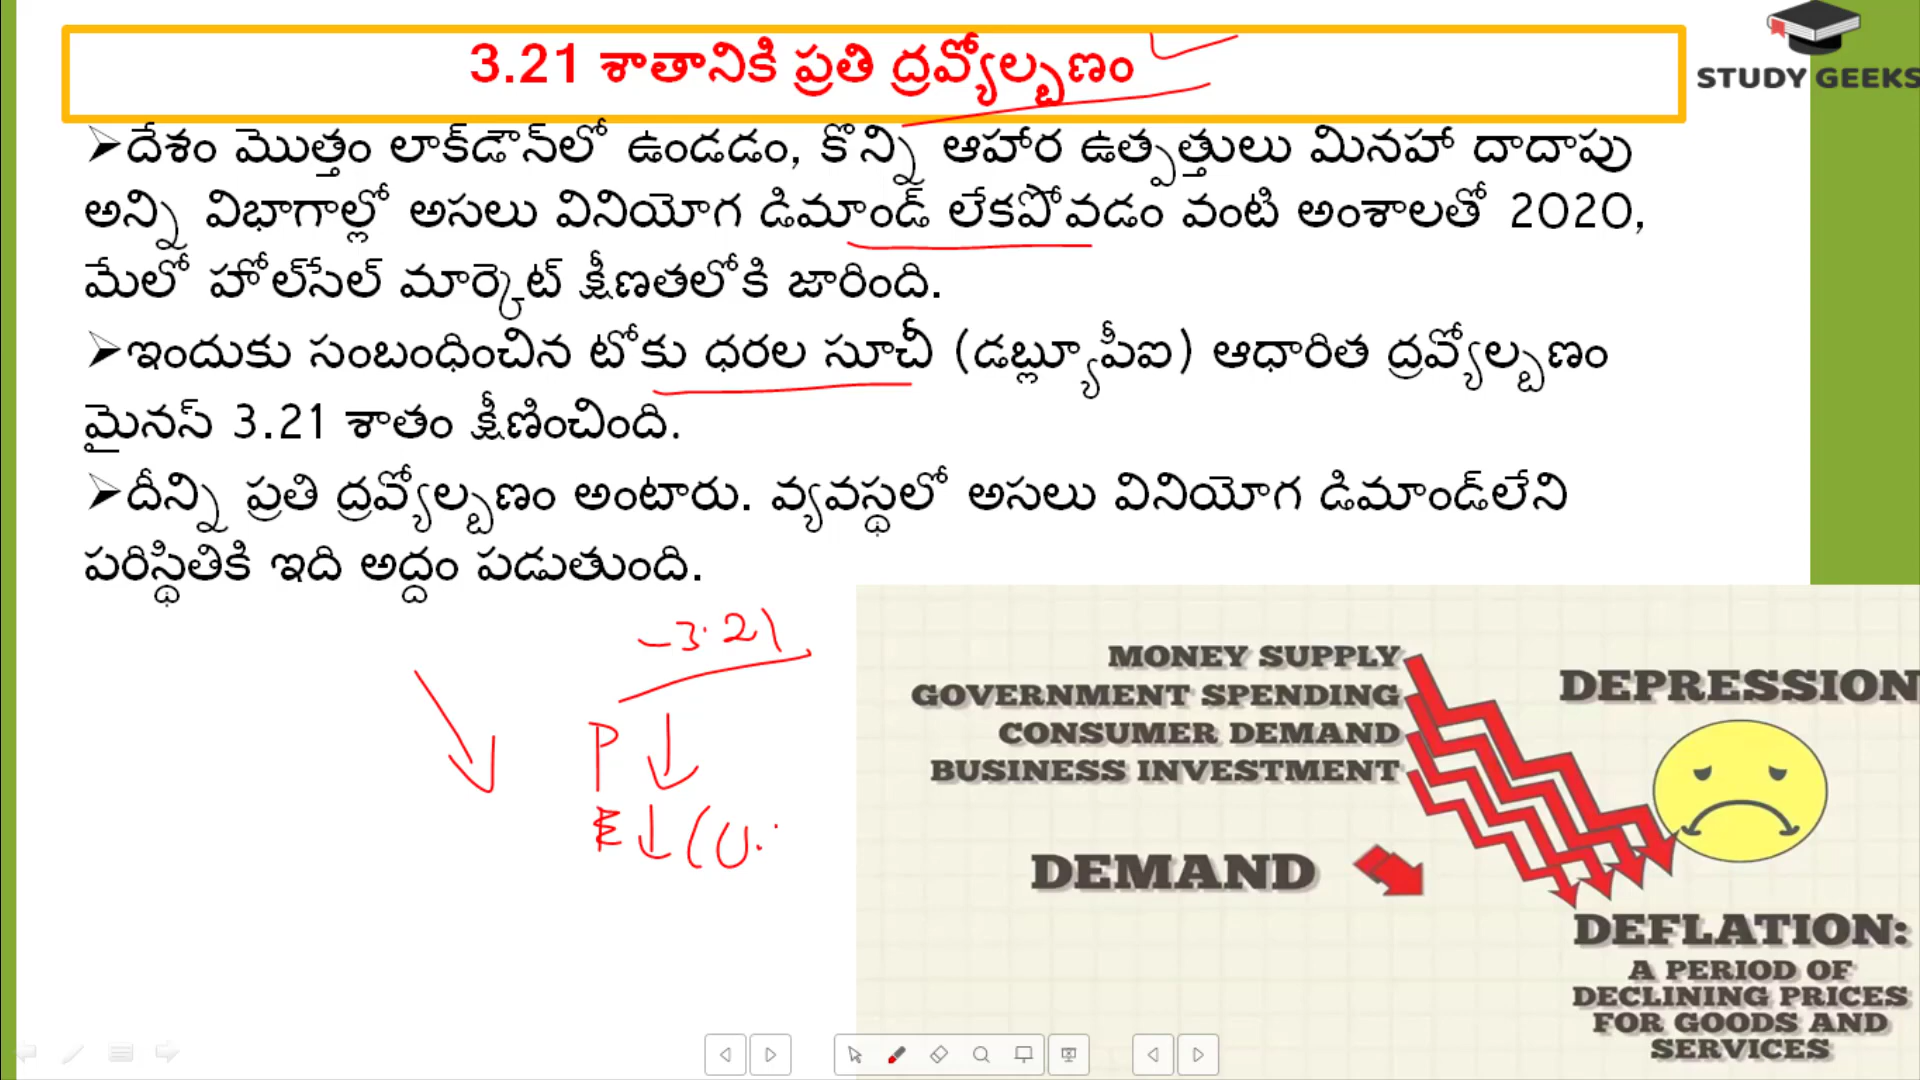 3.21 శాతానికి ప్రతి ద్రవ్యోల్బణం
STUDY GEEKS
➢దేశం మొత్తం లాక్‌డౌన్‌లో ఉండడం, కొన్ని ఆహార ఉత్పత్తులు మినహా దాదాపు
అన్ని విభాగాల్లో అసలు వినియోగ డిమాండ్ లేకపోవడం వంటి అంశాలతో 2020,
మేలో హోల్‌సేల్ మార్కెట్ క్షీణతలోకి జారింది.
➢ఇందుకు సంబంధించిన టోకు ధరల సూచీ (డబ్ల్యూపీఐ) ఆధారిత ద్రవ్యోల్బణం
మైనస్ 3.21 శాతం క్షీణించింది.
➢దీన్ని ప్రతి ద్రవ్యోల్బణం అంటారు. వ్యవస్థలో అసలు వినియోగ డిమాండ్‌లేని
పరిస్థితికి ఇది అద్దం పడుతుంది.
-3.21
P ↓
E ↓ (U.
MONEY SUPPLY
GOVERNMENT SPENDING
CONSUMER DEMAND
BUSINESS INVESTMENT
DEPRESSION
DEMAND
DEFLATION:
A PERIOD OF
DECLINING PRICES
FOR GOODS AND
SERVICES